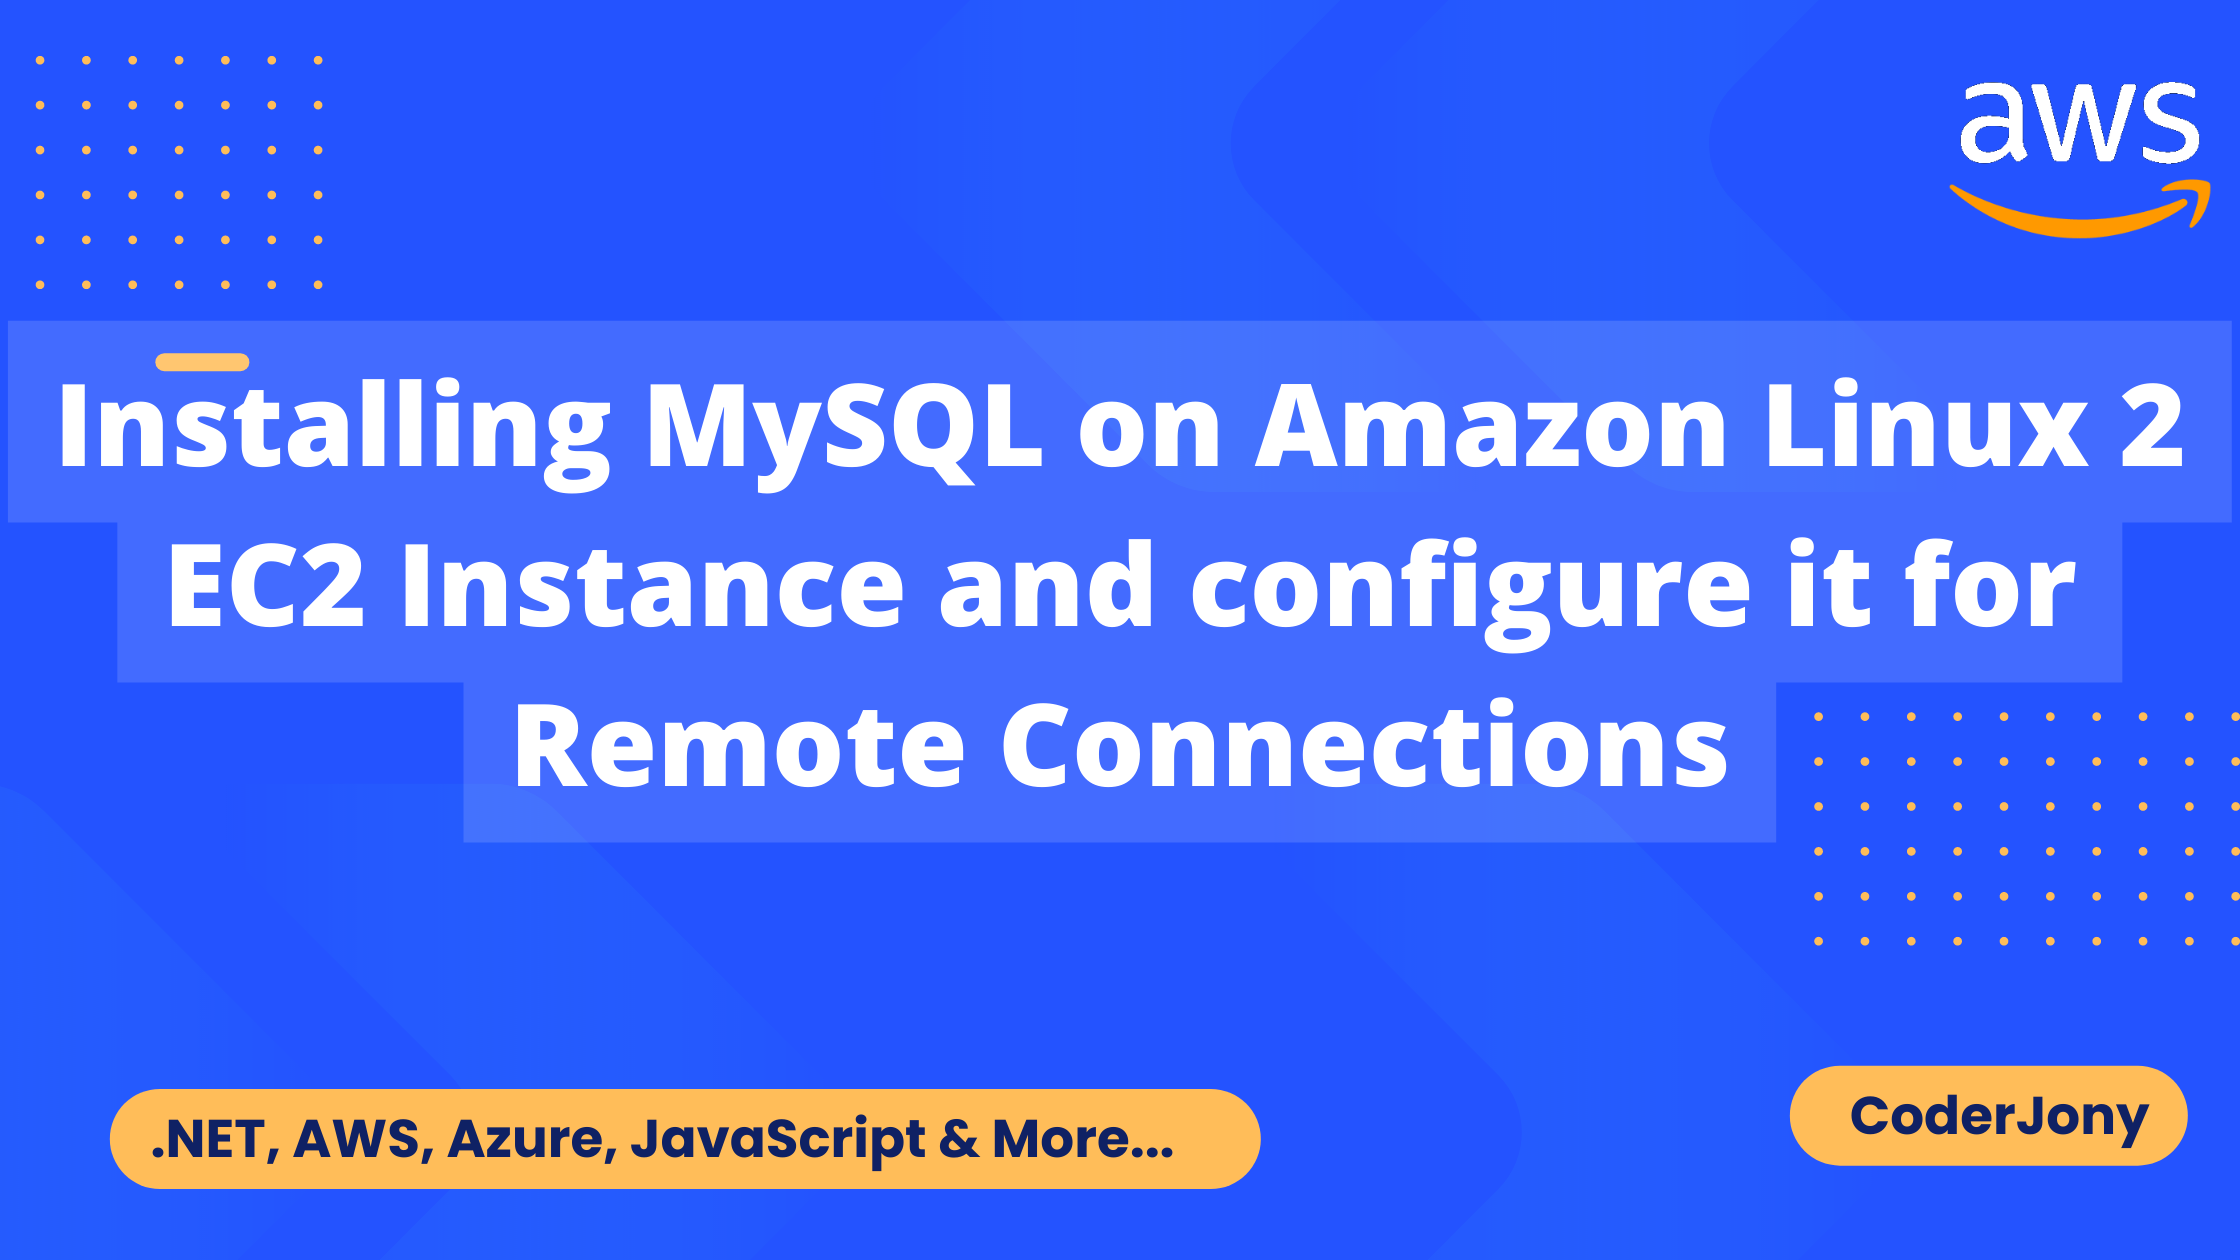 aws
Installing MySQL on Amazon Linux 2
EC2 Instance and configure it for
Remote Connections
.NET, AWS, Azure, JavaScript & More...
CoderJony